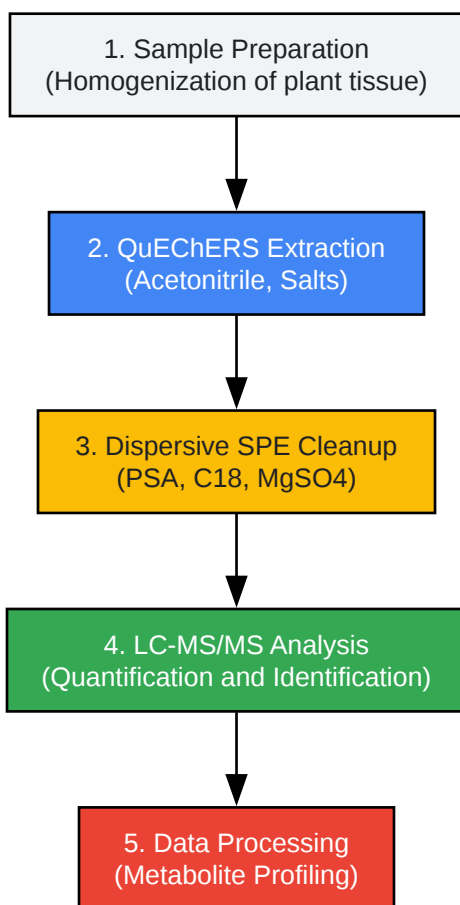 1. Sample Preparation
(Homogenization of plant tissue)
2. QuEChERS Extraction
(Acetonitrile, Salts)
3. Dispersive SPE Cleanup
(PSA, C18, MgSO4)
4. LC-MS/MS Analysis
(Quantification and Identification)
5. Data Processing
(Metabolite Profiling)